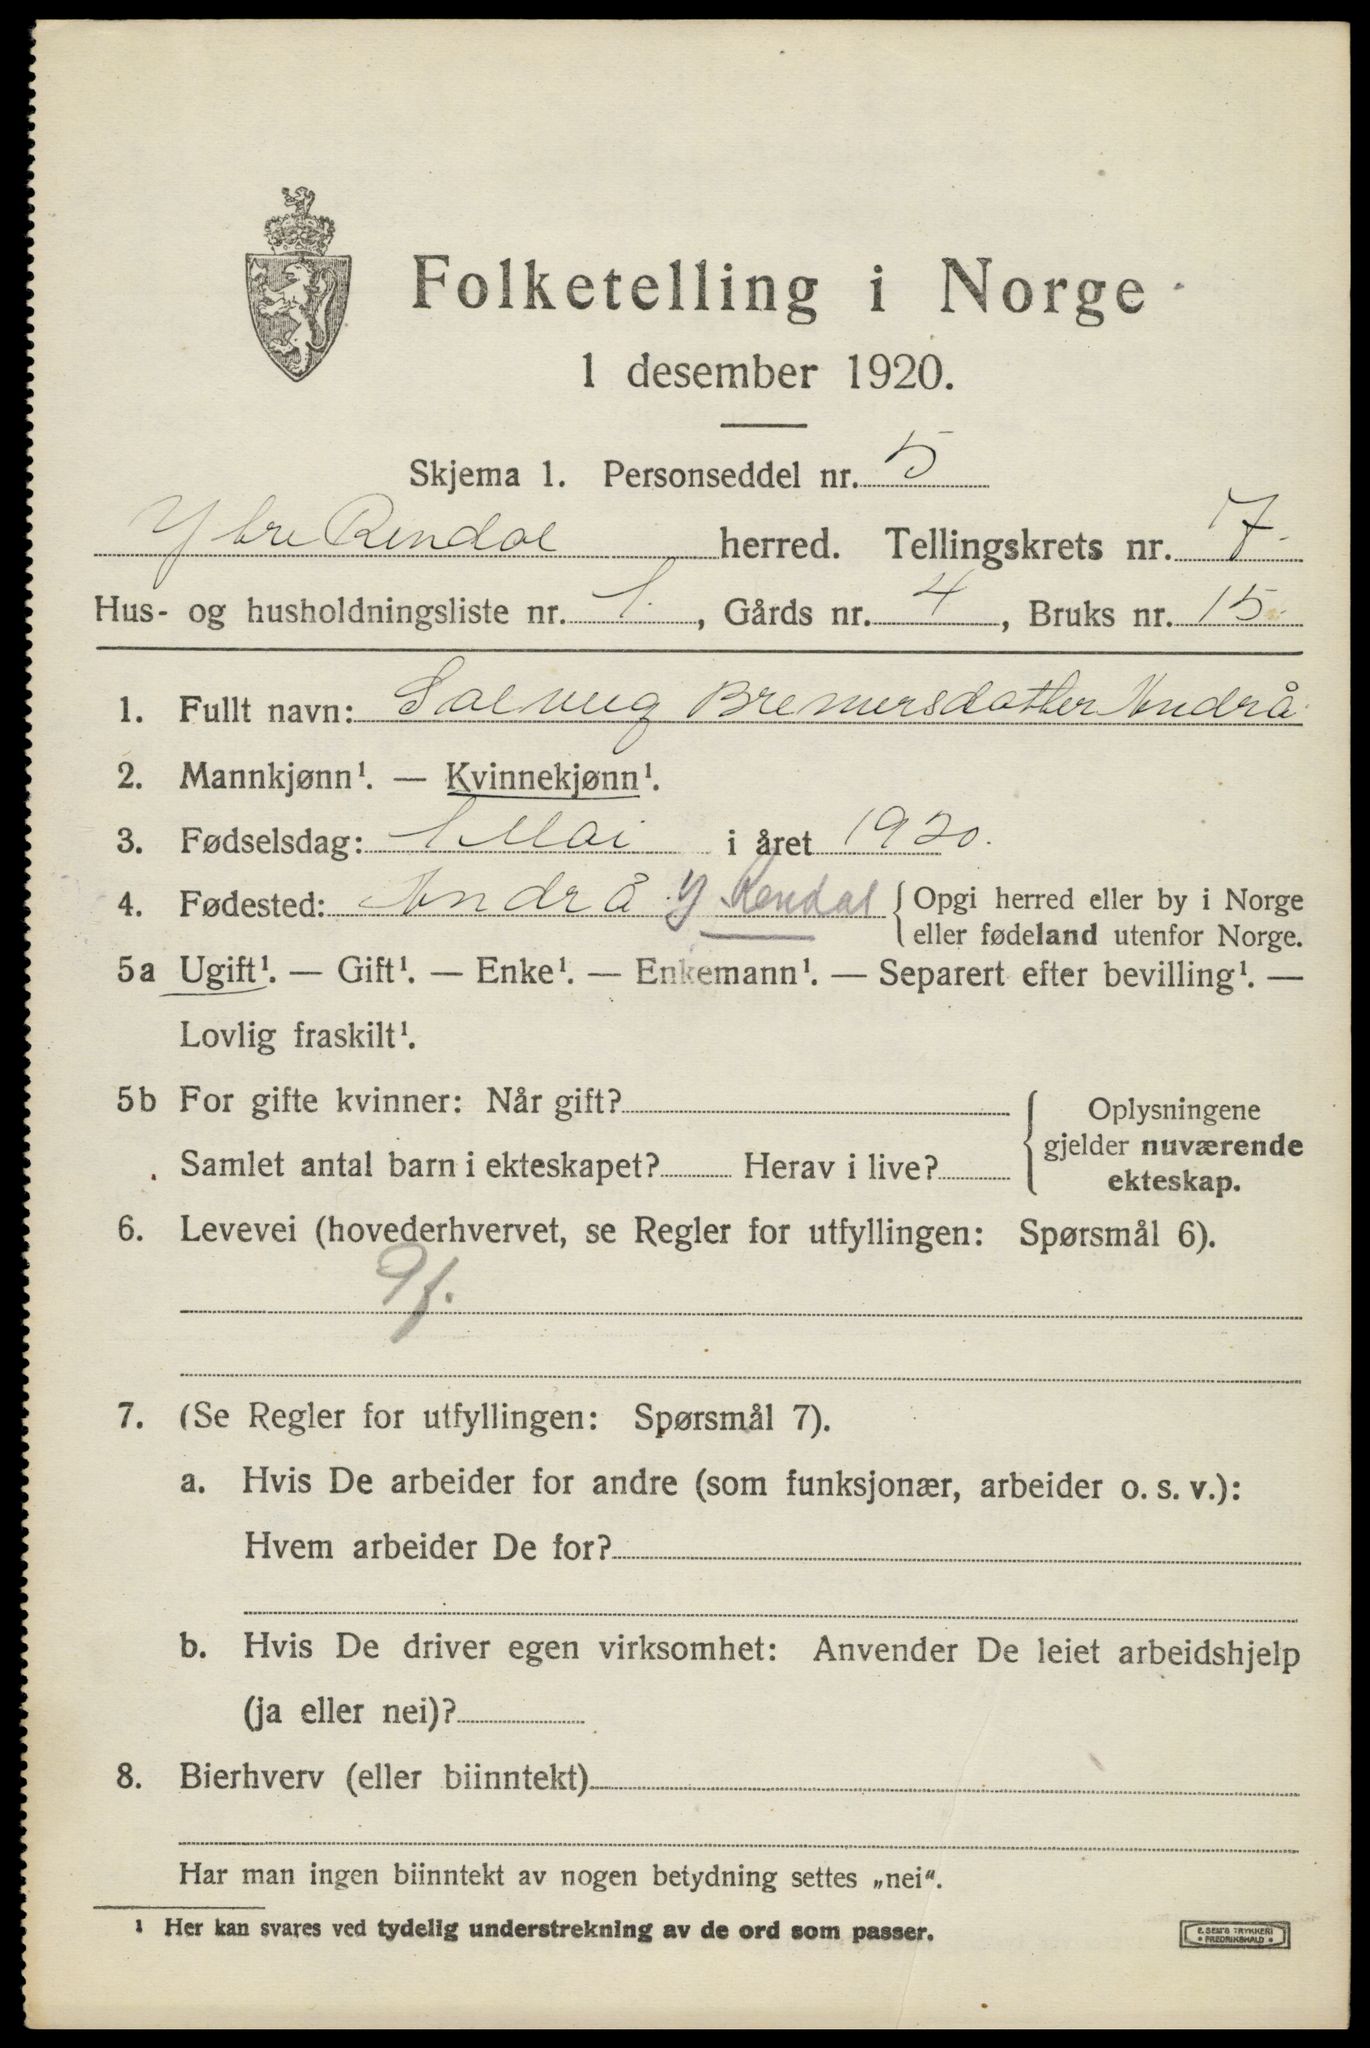 Folketelling i Norge
1 desember 1920.
Skjema 1. Personseddel nr. 5
Ytre Rendal herred. Tellingskrets nr. 7.
Hus- og husholdningsliste nr. 1. , Gårds nr. 4 , Bruks nr. 15.
1. Fullt navn: Solveig Bremersdatter Undrå
2. Mannkjønn¹. — Kvinnekjønn¹.
3. Fødselsdag: 1 Mai i året 1920.
4. Fødested: Undrå Y. Rendal { Opgi herred eller by i Norge
eller fødeland utenfor Norge.
5a Ugift¹. — Gift¹. — Enke¹. — Enkemann¹. — Separert efter bevilling¹. —
Lovlig fraskilt¹.
5b For gifte kvinner: Når gift?
Samlet antal barn i ekteskapet? Herav i live?
{ Oplysningene
gjelder nuværende
ekteskap.
6. Levevei (hovederhvervet, se Regler for utfyllingen: Spørsmål 6).
9f.
7. (Se Regler for utfyllingen: Spørsmål 7).
a. Hvis De arbeider for andre (som funksjonær, arbeider o. s. v.):
Hvem arbeider De for?
b. Hvis De driver egen virksomhet: Anvender De leiet arbeidshjelp
(ja eller nei)?
8. Bierhverv (eller biinntekt)
Har man ingen biinntekt av nogen betydning settes „nei“.
¹ Her kan svares ved tydelig understrekning av de ord som passer.
E. SEM'S TRYKKERI
• FREDRIKSHALD •